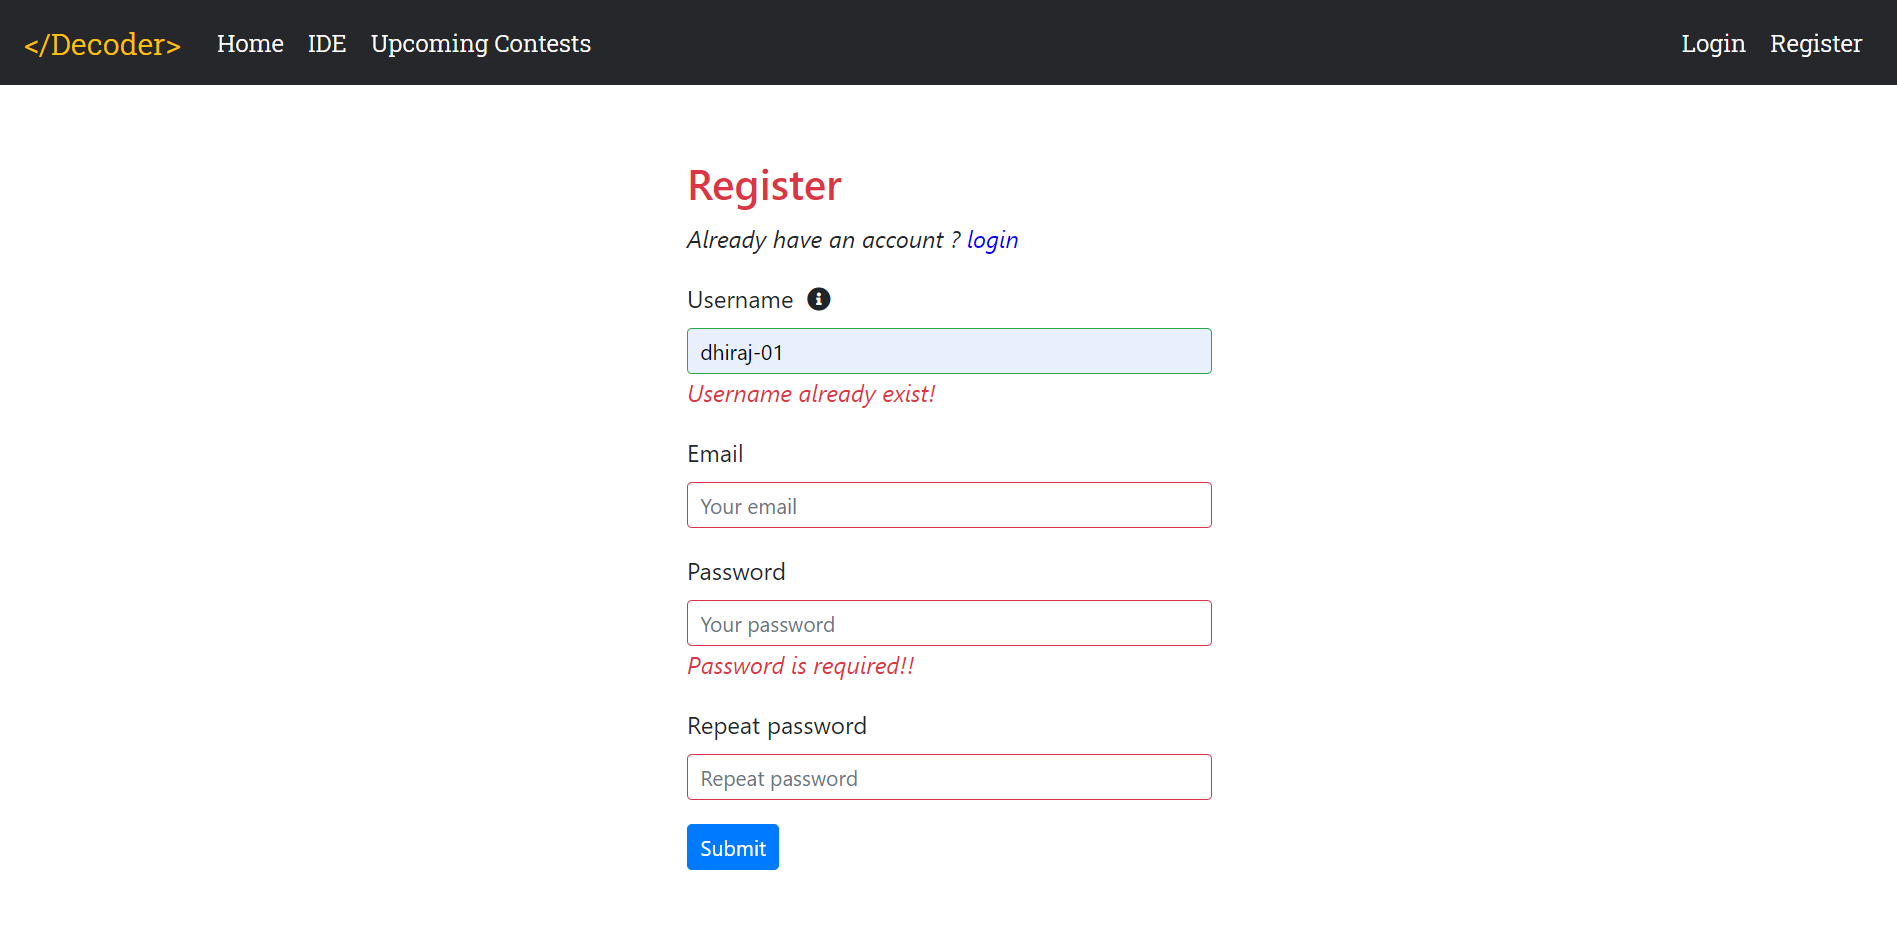 </Decoder> Home IDE Upcoming Contests Login Register
Register
Already have an account ? login
Username
dhiraj-01
Username already exist!
Email
Your email
Password
Your password
Password is required!!
Repeat password
Repeat password
Submit